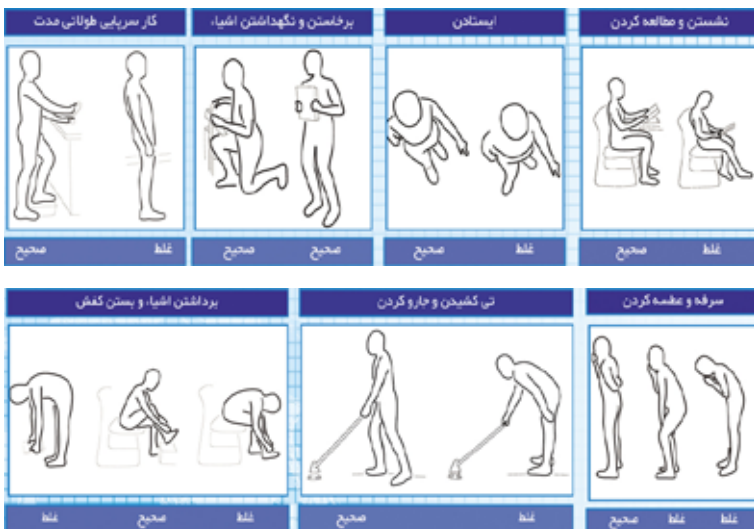 نشستن و مطالعه کردن
ایستادن
برخاستن و نگهداشتن اشیاء
کار سرپایی طولانی مدت
غلط صحیح
غلط صحیح
صحیح صحیح
غلط صحیح
سرفه و عطسه کردن
تی کشیدن و جارو کردن
برداشتن اشیاء و بستن کفش
غلط غلط صحیح
غلط صحیح
غلط صحیح غلط